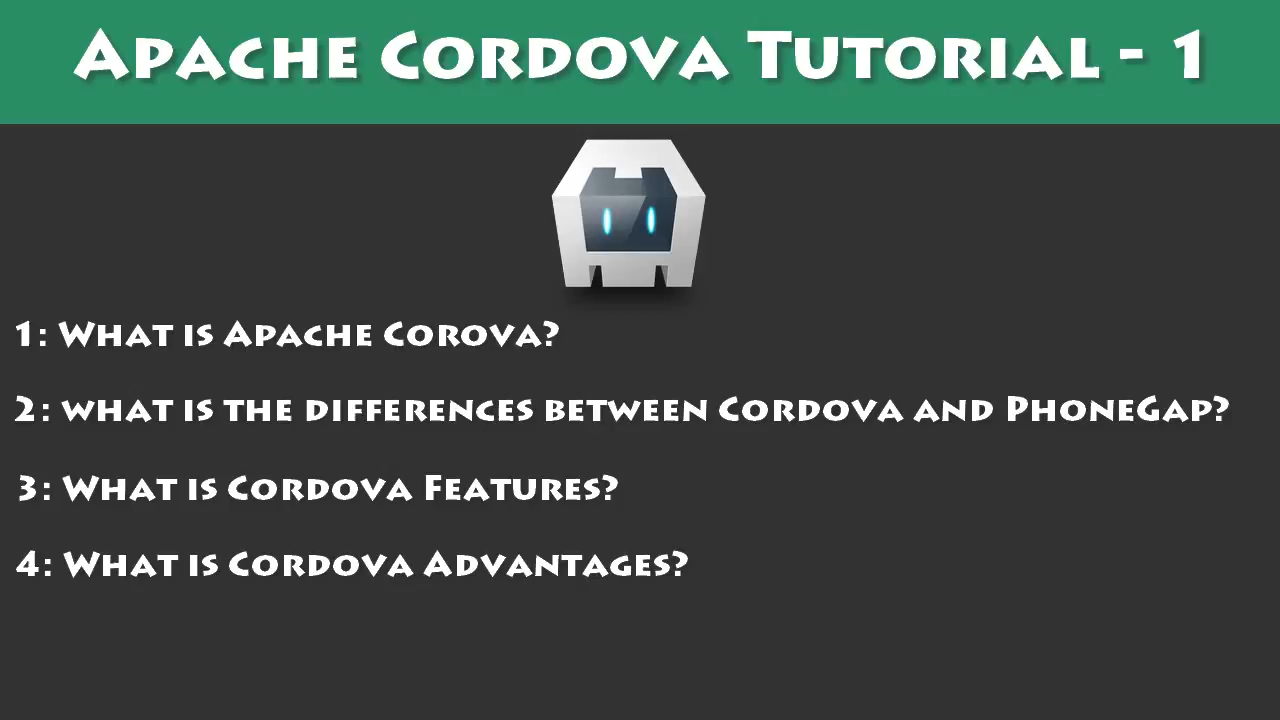 Apache Cordova Tutorial - 1
1: What is Apache Corova?
2: what is the differences between Cordova and PhoneGap?
3: What is Cordova Features?
4: What is Cordova Advantages?